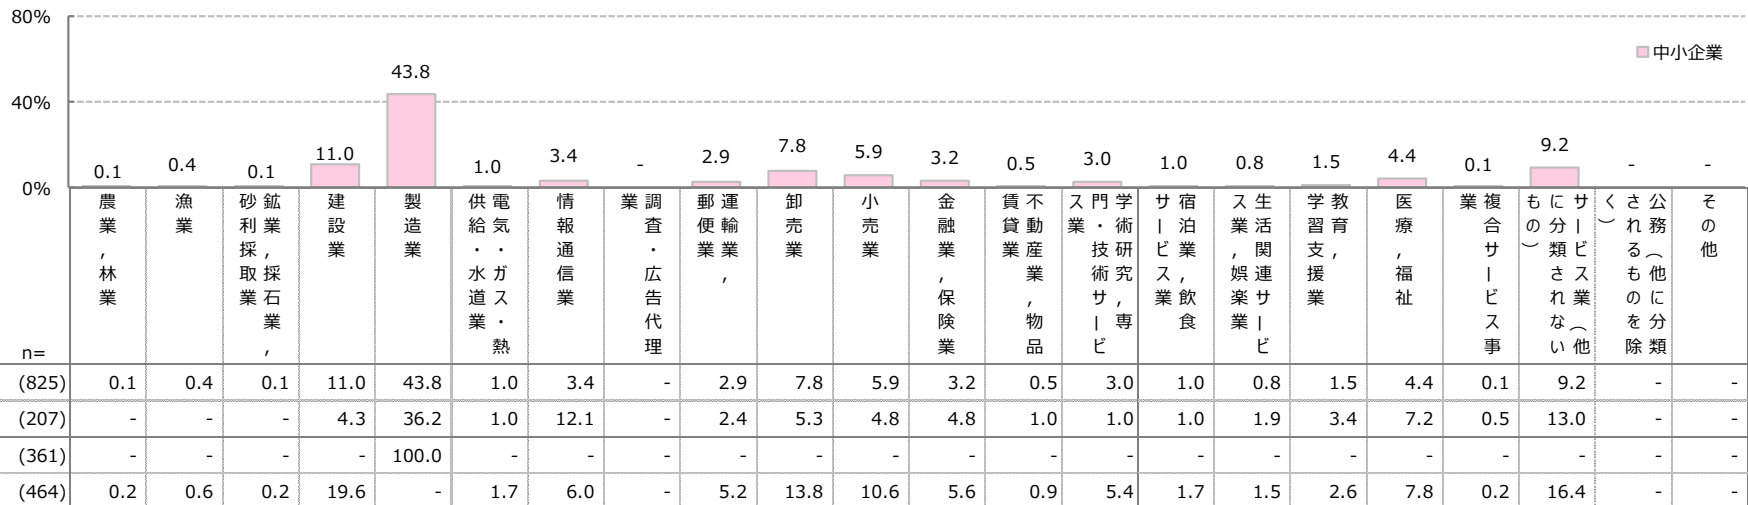 80%
中小企業
43.8
40%
0.1
0.4
0.1
11.0
1.0
3.4
-
2.9
7.8
5.9
3.2
0.5
3.0
1.0
0.8
1.5
4.4
0.1
9.2
-
-
0%
農業,林業
漁業
鉱業,採石業,
砂利採取業
建設業
製造業
電気・ガス・熱
供給・水道業
情報通信業
調査・広告代理
業
運輸業,
郵便業
卸売業
小売業
金融業,保険業
不動産業,物品
賃貸業
学術研究,専
門・技術サービ
ス業
宿泊業,飲食
サービス業
生活関連サービ
ス業,娯楽業
教育,
学習支援業
医療,福祉
複合サービス事
業
サービス業(他
に分類されない
もの)
公務(他に分類
されるものを除
く)
その他
n=
(825) 0.1 0.4 0.1 11.0 43.8 1.0 3.4 - 2.9 7.8 5.9 3.2 0.5 3.0 1.0 0.8 1.5 4.4 0.1 9.2 - -
(207) - - - 4.3 36.2 1.0 12.1 - 2.4 5.3 4.8 4.8 1.0 1.0 1.0 1.9 3.4 7.2 0.5 13.0 - -
(361) - - - - 100.0 - - - - - - - - - - - - - - - - -
(464) 0.2 0.6 0.2 19.6 - 1.7 6.0 - 5.2 13.8 10.6 5.6 0.9 5.4 1.7 1.5 2.6 7.8 0.2 16.4 - -